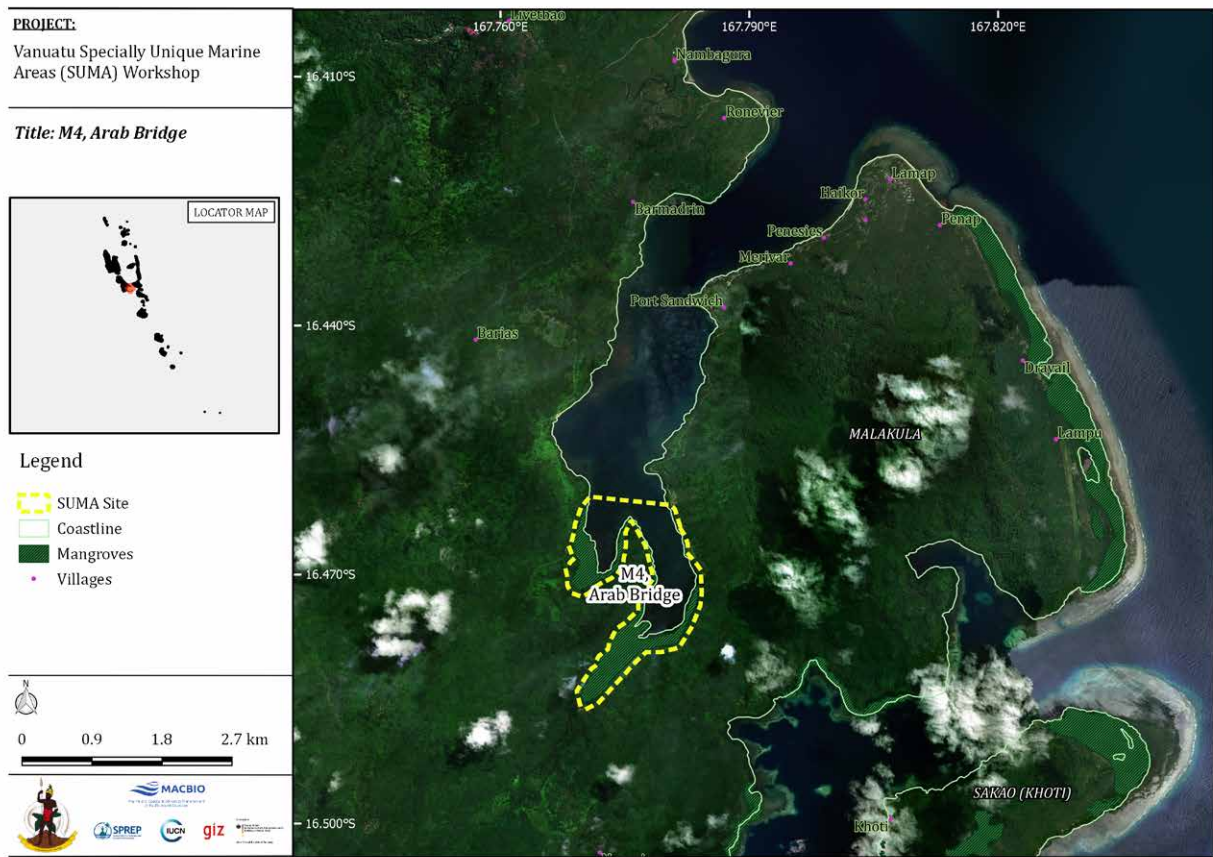 PROJECT:
Vanuatu Specially Unique Marine
Areas (SUMA) Workshop
Title: M4, Arab Bridge
LOCATOR MAP
Legend
SUMA Site
Coastline
Mangroves
Villages
N
0 0.9 1.8 2.7 km
MACBIO
SPREP
IUCN
giz
167.760°E
167.790°E
167.820°E
16.410°S
16.440°S
16.470°S
16.500°S
Livetbao
Nambagura
Ronevier
Lamap
Haikor
Barmadrin
Penap
Penesies
Merivar
Port Sandwich
Barias
Dravail
MALAKULA
Lampu
M4,
Arab Bridge
SAKAO (KHOTI)
Khoti